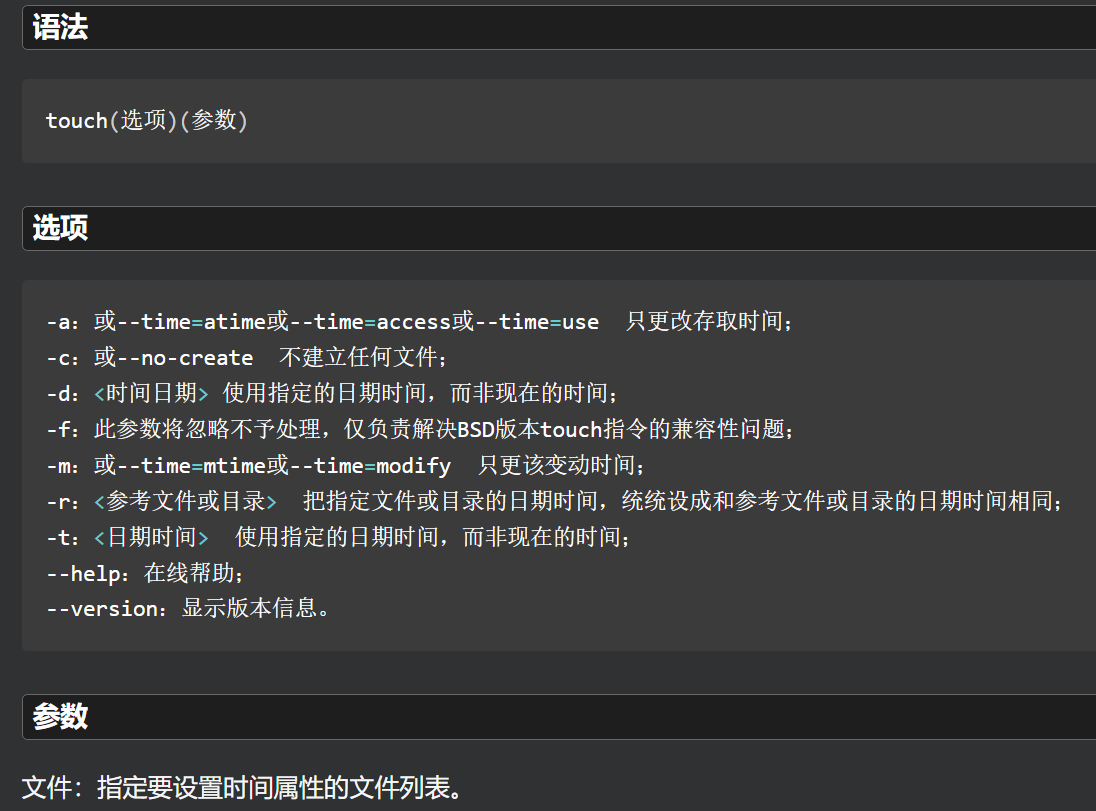 语法
touch(选项)(参数)
选项
-a：或--time=atime或--time=access或--time=use  只更改存取时间；
-c：或--no-create  不建立任何文件；
-d：<时间日期> 使用指定的日期时间，而非现在的时间；
-f：此参数将忽略不予处理，仅负责解决BSD版本touch指令的兼容性问题；
-m：或--time=mtime或--time=modify  只更该变动时间；
-r：<参考文件或目录>  把指定文件或目录的日期时间，统统设成和参考文件或目录的日期时间相同；
-t：<日期时间>  使用指定的日期时间，而非现在的时间；
--help：在线帮助；
--version：显示版本信息。
参数
文件：指定要设置时间属性的文件列表。